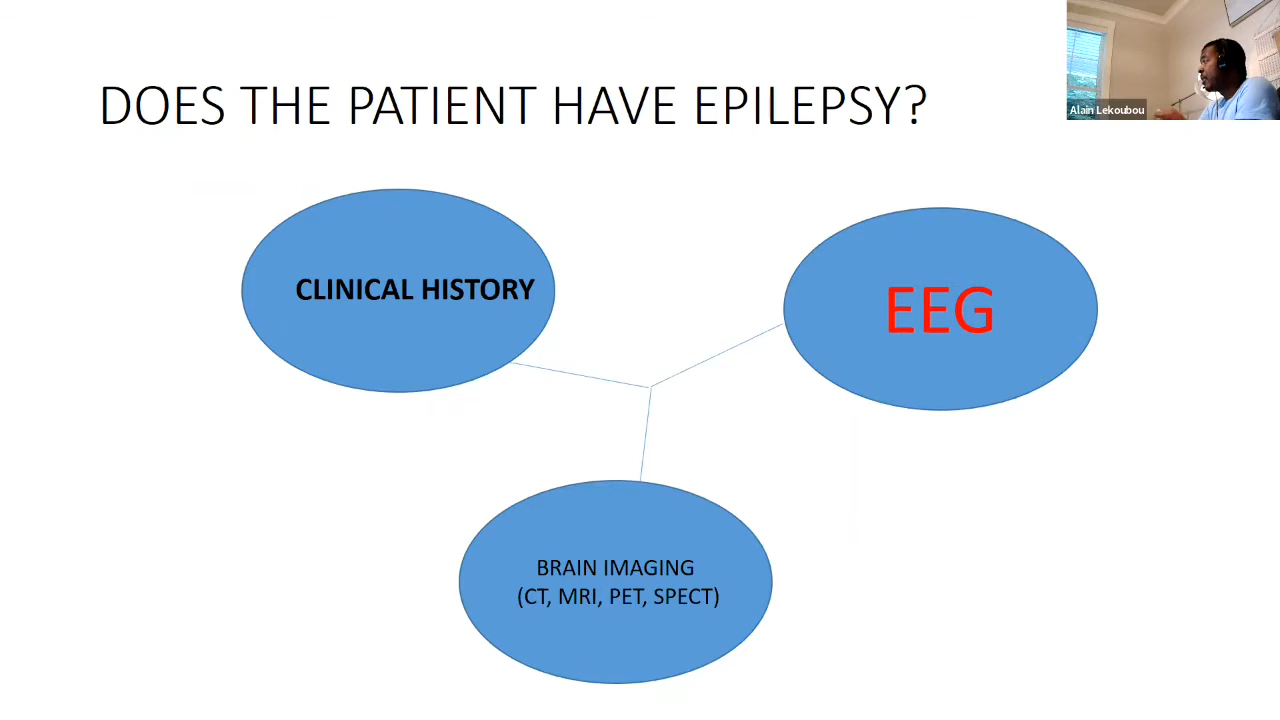 DOES THE PATIENT HAVE EPILEPSY?
Alain Lekoubou
CLINICAL HISTORY
EEG
BRAIN IMAGING
(CT, MRI, PET, SPECT)